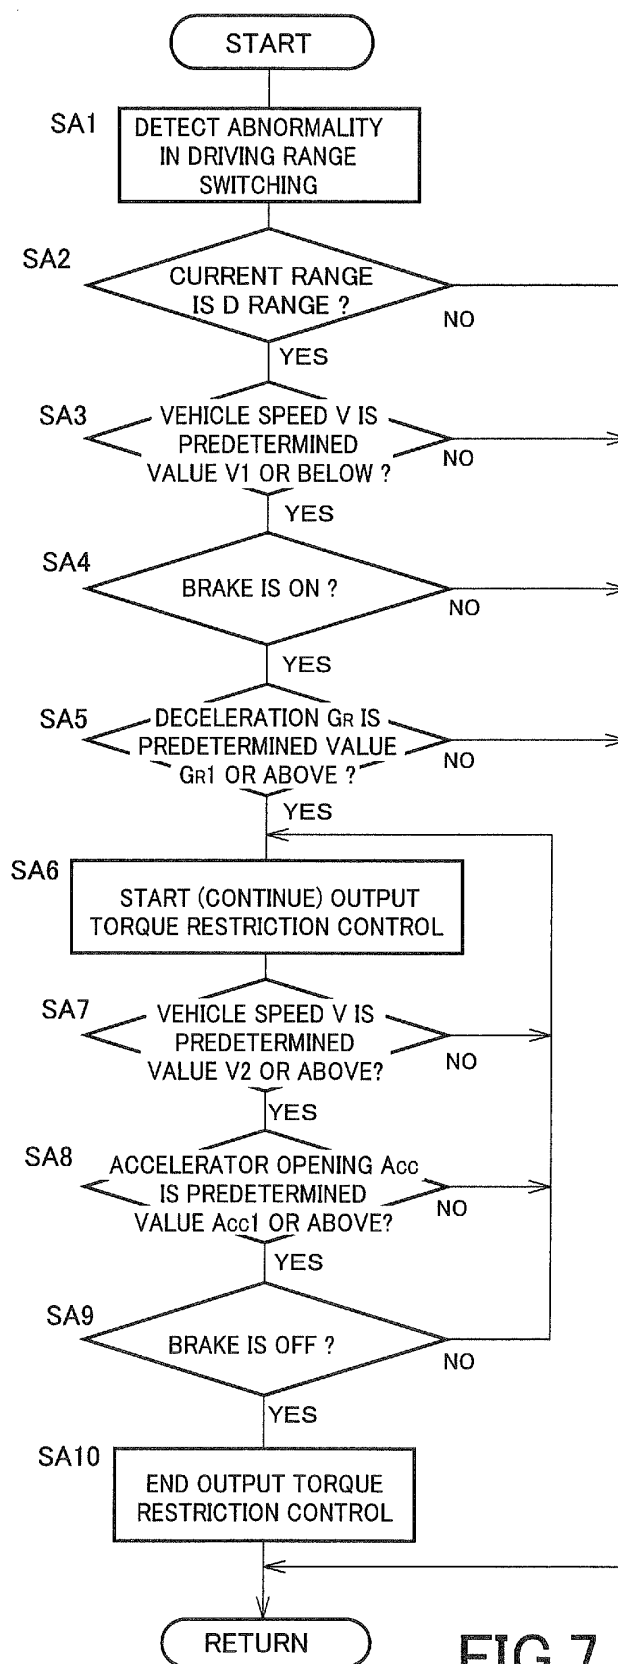 START
SA1
DETECT ABNORMALITY
IN DRIVING RANGE
SWITCHING
SA2
CURRENT RANGE
IS D RANGE ?
NO
YES
SA3
VEHICLE SPEED V IS
PREDETERMINED
VALUE V1 OR BELOW ?
NO
YES
SA4
BRAKE IS ON ?
NO
YES
SA5
DECELERATION GR IS
PREDETERMINED VALUE
GR1 OR ABOVE ?
NO
YES
SA6
START (CONTINUE) OUTPUT
TORQUE RESTRICTION CONTROL
SA7
VEHICLE SPEED V IS
PREDETERMINED
VALUE V2 OR ABOVE?
NO
YES
SA8
ACCELERATOR OPENING Acc
IS PREDETERMINED
VALUE Acc1 OR ABOVE?
NO
YES
SA9
BRAKE IS OFF ?
NO
YES
SA10
END OUTPUT TORQUE
RESTRICTION CONTROL
RETURN
FIG.7